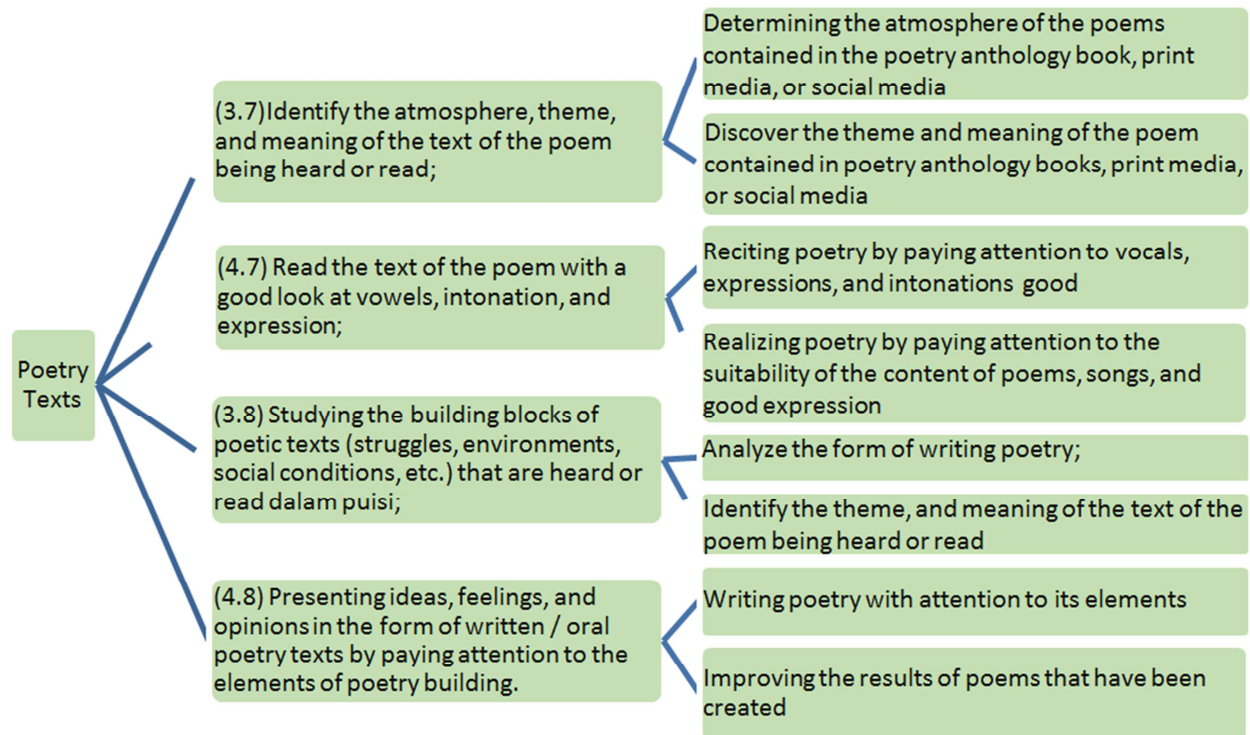 Poetry
Texts
(3.7)Identify the atmosphere, theme,
and meaning of the text of the poem
being heard or read;
Determining the atmosphere of the poems
contained in the poetry anthology book, print
media, or social media
Discover the theme and meaning of the poem
contained in poetry anthology books, print media,
or social media
(4.7) Read the text of the poem with a
good look at vowels, intonation, and
expression;
Reciting poetry by paying attention to vocals,
expressions, and intonations good
Realizing poetry by paying attention to the
suitability of the content of poems, songs, and
good expression
(3.8) Studying the building blocks of
poetic texts (struggles, environments,
social conditions, etc.) that are heard or
read dalam puisi;
Analyze the form of writing poetry;
Identify the theme, and meaning of the text of the
poem being heard or read
(4.8) Presenting ideas, feelings, and
opinions in the form of written / oral
poetry texts by paying attention to the
elements of poetry building.
Writing poetry with attention to its elements
Improving the results of poems that have been
created